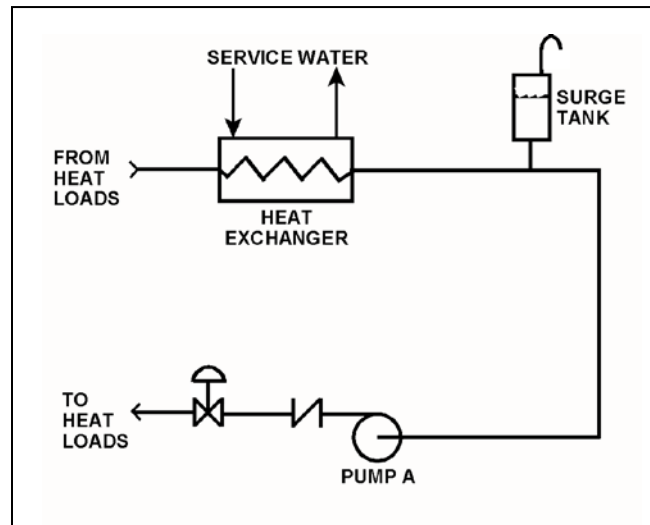 SERVICE WATER
SURGE
TANK
FROM
HEAT
LOADS
HEAT
EXCHANGER
TO
HEAT
LOADS
PUMP A